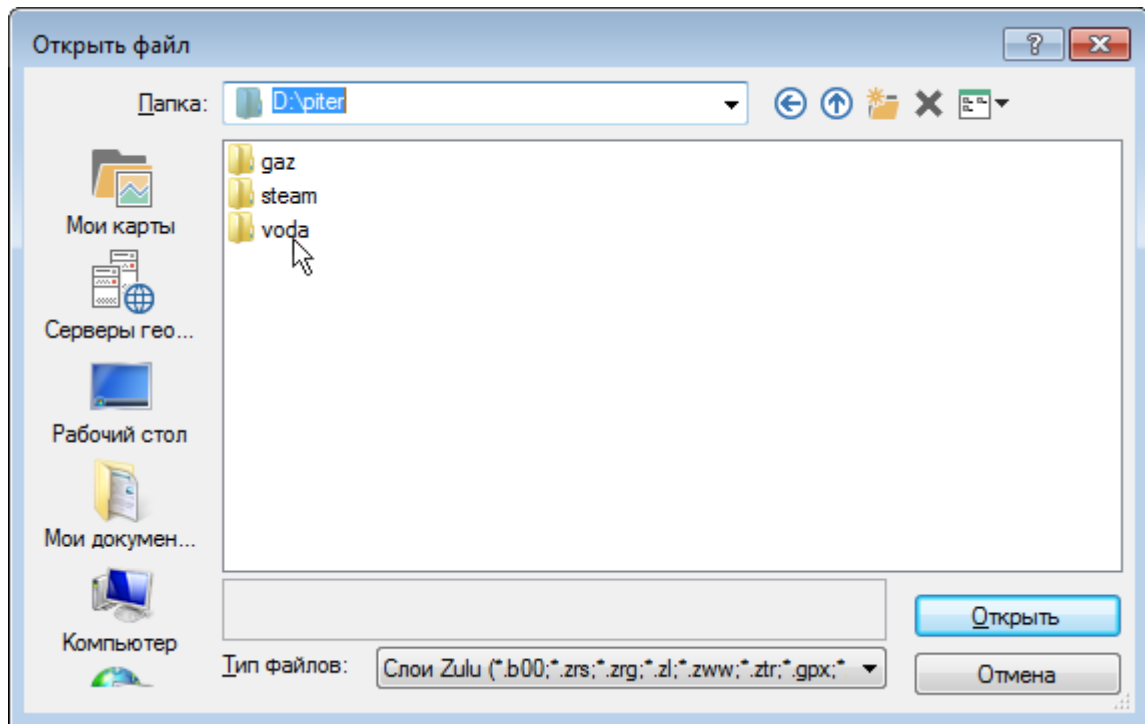 Открыть файл
Папка: D:\piter
gaz
steam
voda
Мои карты
Серверы гео...
Рабочий стол
Мои докумен...
Компьютер
Открыть
Тип файлов: Слои Zulu (*.b00;*.zrs;*.zrg;*.zl;*.zww;*.ztr;*.gpx;*
Отмена